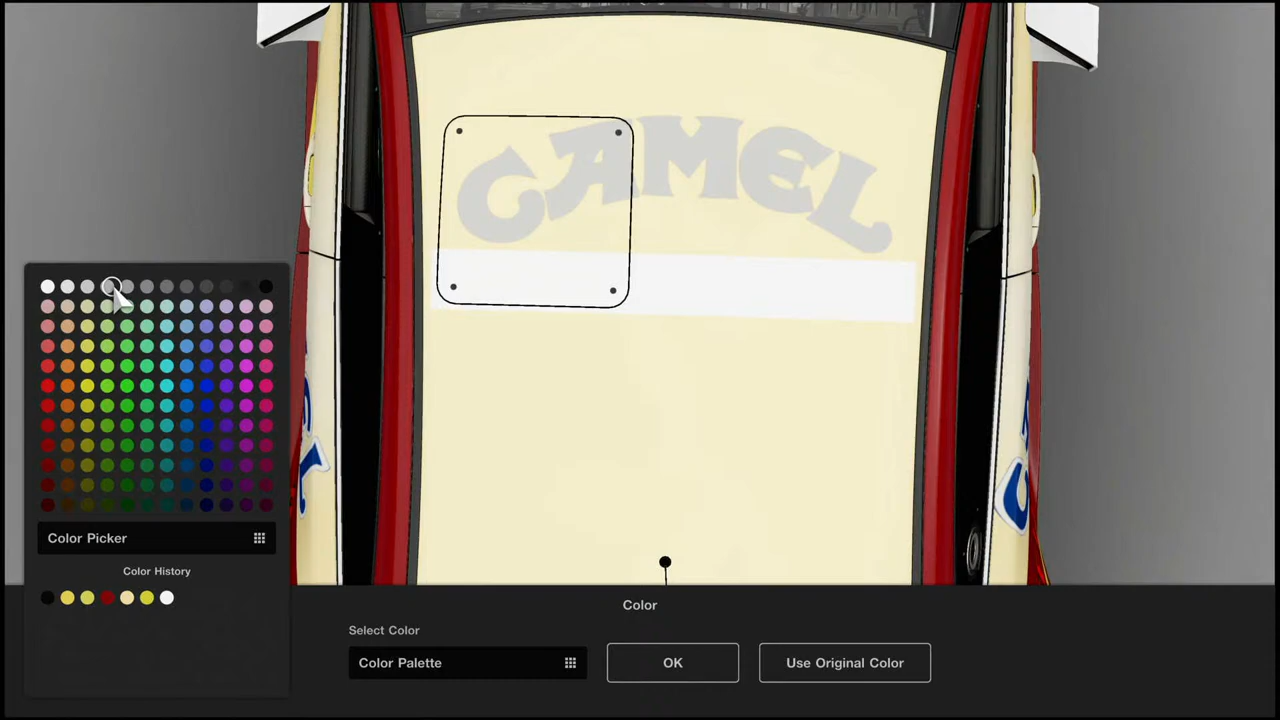 CAMEL
Color Picker
Color History
Color
Select Color
Color Palette
OK
Use Original Color